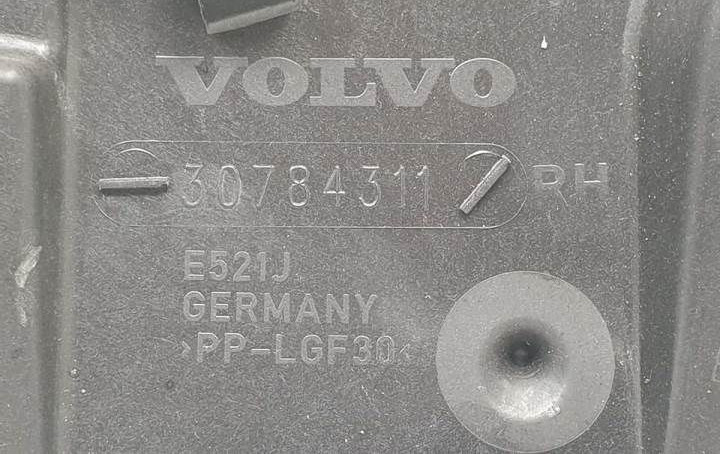 VOLVO
30784311 RH
E521J
GERMANY
>PP-LGF30<